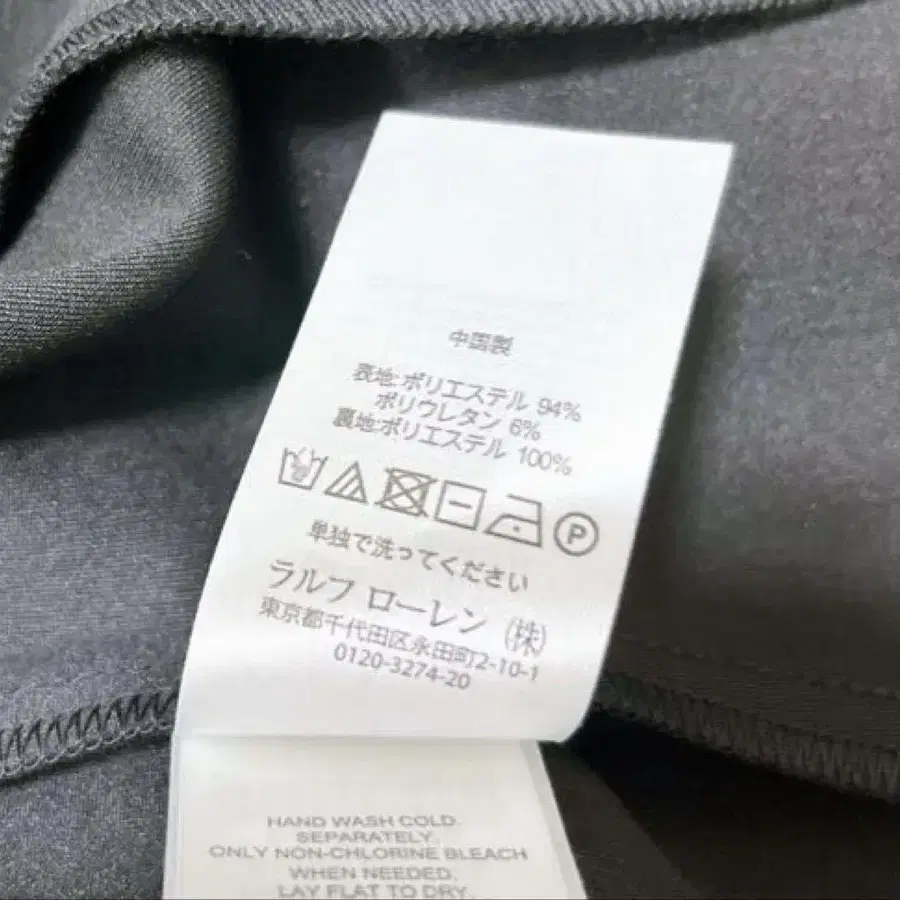 中国製
表地:ポリエステル 94%
ポリウレタン 6%
裏地:ポリエステル 100%
P
単独で洗ってください
ラルフ ローレン (株)
東京都千代田区永田町2-10-1
0120-3274-20
HAND WASH COLD.
SEPARATELY.
ONLY NON-CHLORINE BLEACH
WHEN NEEDED.
LAY FLAT TO DRY.